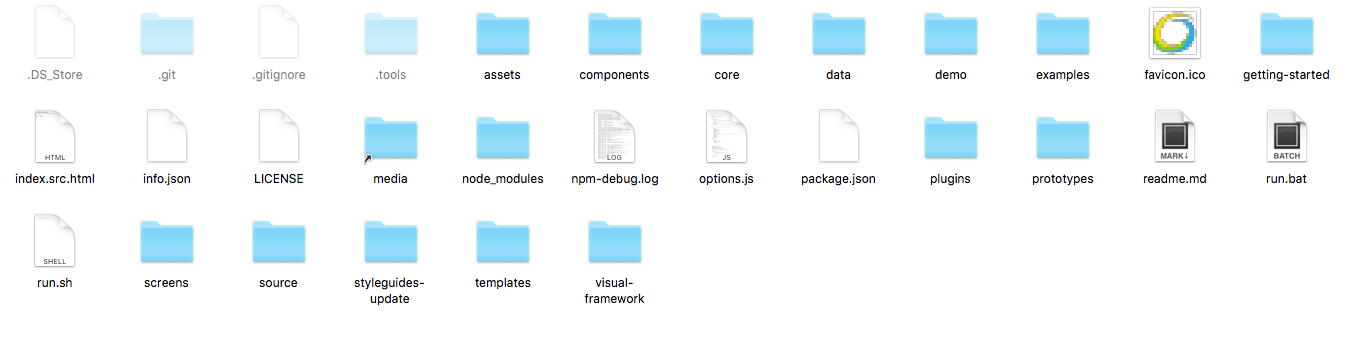 .DS_Store .git .gitignore .tools assets components core data demo examples favicon.ico getting-started
HTML LOG JS MARK↓ BATCH
index.src.html info.json LICENSE media node_modules npm-debug.log options.js package.json plugins prototypes readme.md run.bat
SHELL
run.sh screens source styleguides- templates visual-
update framework